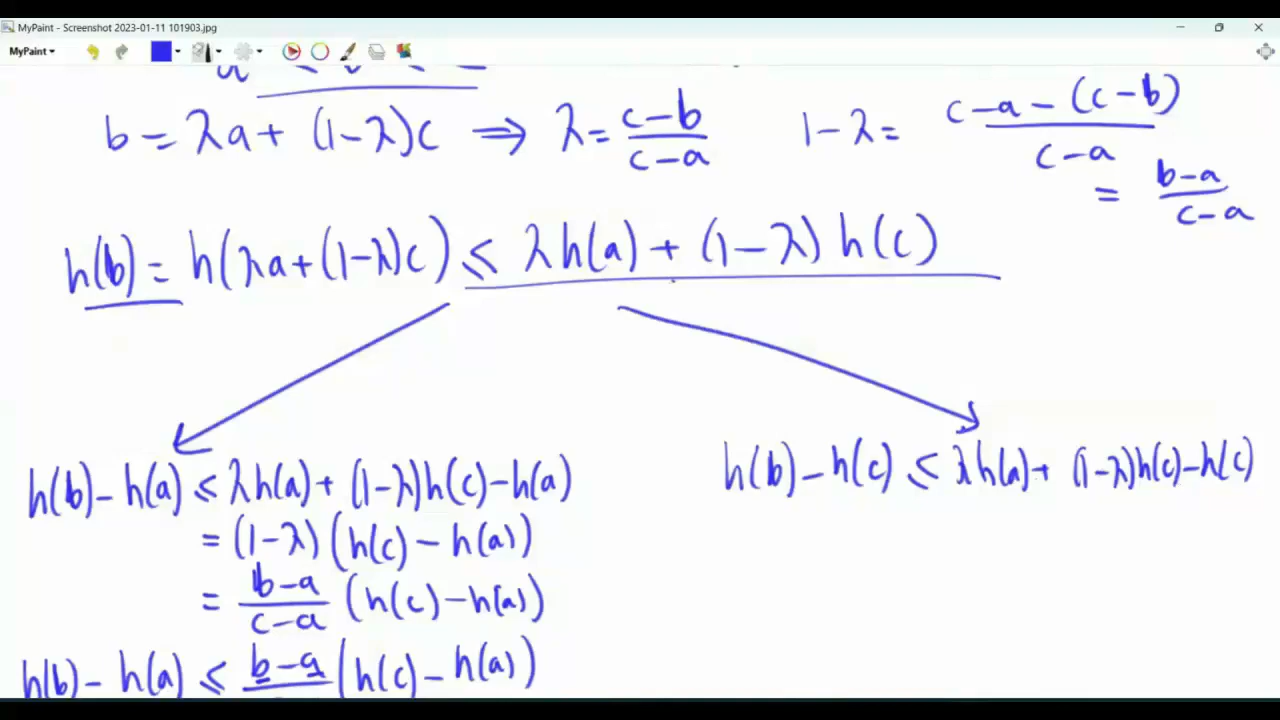 MyPaint - Screenshot 2023-01-11 101903.jpg
MyPaint
b = λa + (1-λ)c ⇒ λ = (c-b)/(c-a)   1-λ = (c-a-(c-b))/(c-a)
= (b-a)/(c-a)
h(b) = h(λa+(1-λ)c) ≤ λh(a) + (1-λ) h(c)
h(b) - h(a) ≤ λh(a) + (1-λ)h(c) - h(a)
= (1-λ) (h(c) - h(a))
= (b-a)/(c-a) (h(c) - h(a))
h(b) - h(a) ≤ b-a (h(c) - h(a))
h(b) - h(c) ≤ λh(a) + (1-λ)h(c) - h(c)